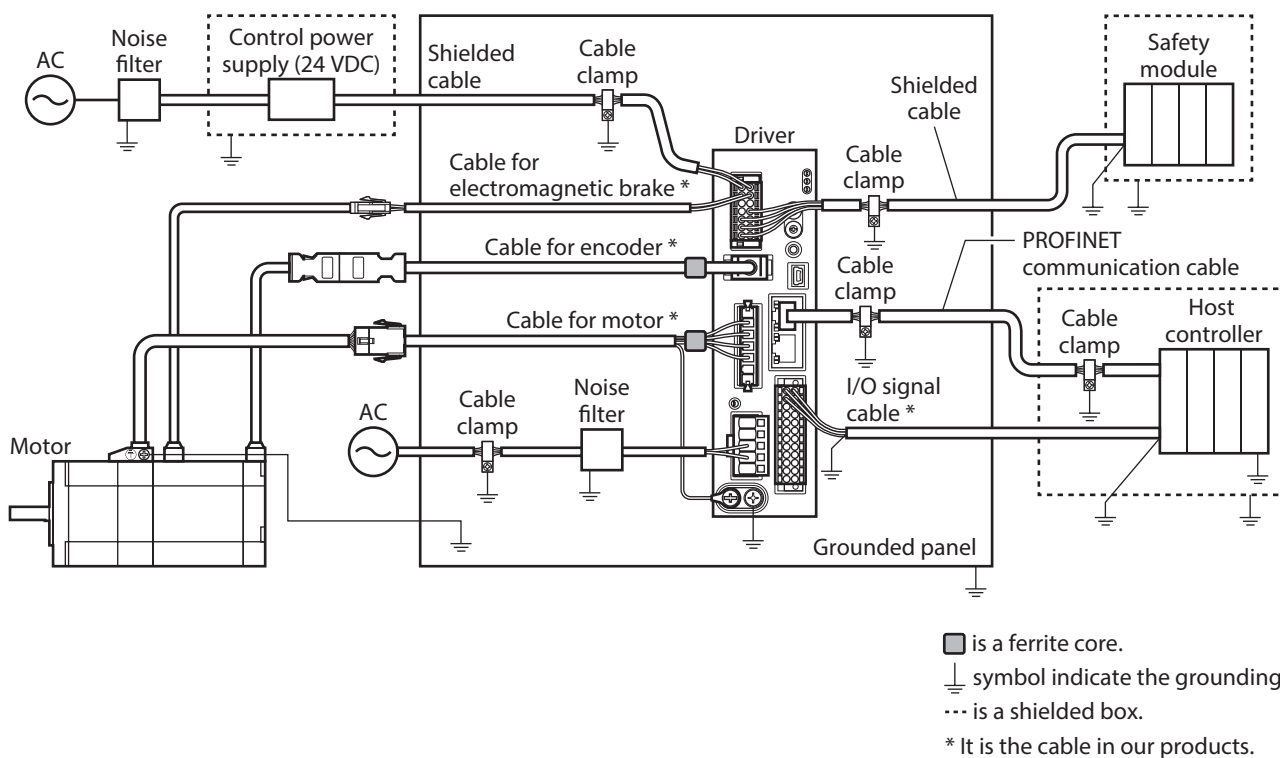 AC
Noise
filter
Control power
supply (24 VDC)
Shielded
cable
Cable
clamp
Driver
Shielded
cable
Safety
module
Cable
clamp
Cable for
electromagnetic brake *
Cable for encoder *
Cable for motor *
PROFINET
communication cable
Cable
clamp
Cable
clamp
Host
controller
I/O signal
cable *
AC
Cable
clamp
Noise
filter
Motor
Grounded panel
is a ferrite core.
symbol indicate the grounding
is a shielded box.
* It is the cable in our products.